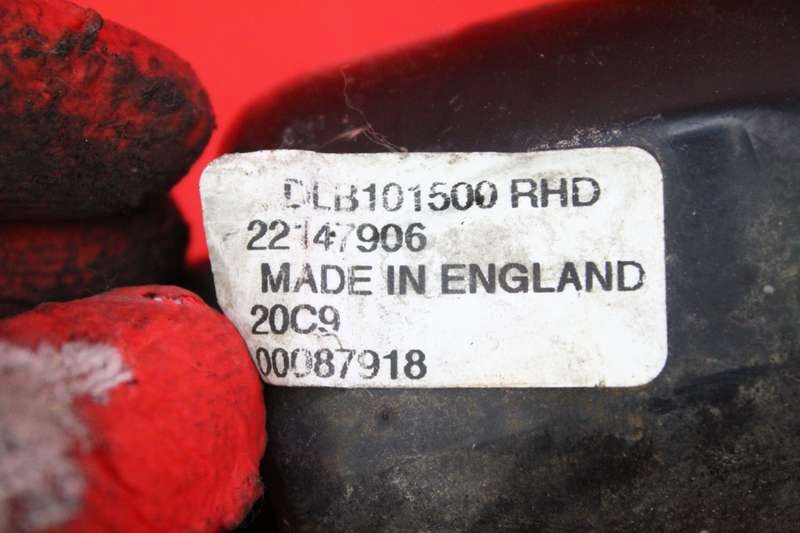 DLB101500 RHD
22147906
MADE IN ENGLAND
20C9
00087918